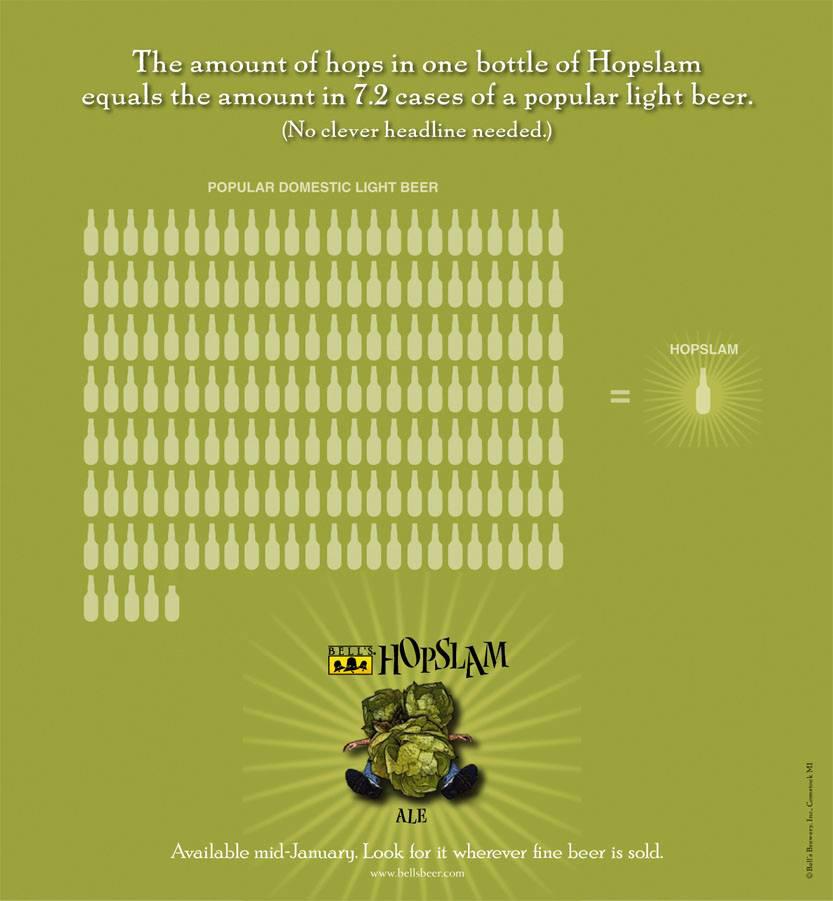 The amount of hops in one bottle of Hopslam
equals the amount in 7.2 cases of a popular light beer.
(No clever headline needed.)
POPULAR DOMESTIC LIGHT BEER
HOPSLAM
=
BELL'S
HOPSLAM
ALE
Available mid-January. Look for it wherever fine beer is sold.
www.bellsbeer.com
© Bell's Brewery, Inc., Comstock MI